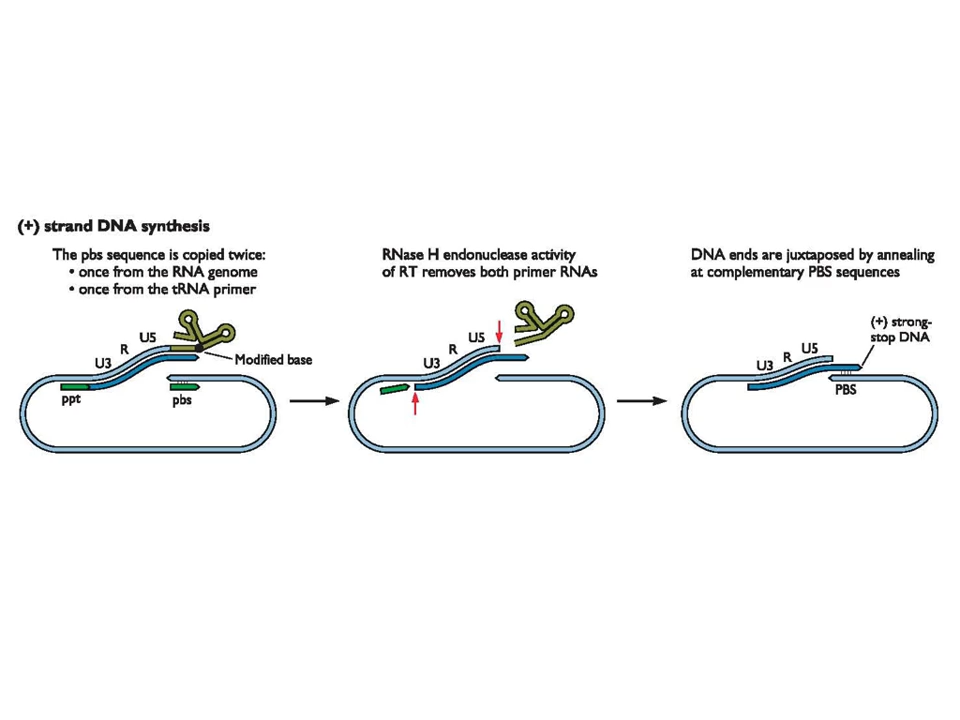 (+) strand DNA synthesis
The pbs sequence is copied twice:
• once from the RNA genome
• once from the tRNA primer
U5
R
U3
Modified base
ppt
pbs
RNase H endonuclease activity
of RT removes both primer RNAs
U5
R
U3
DNA ends are juxtaposed by annealing
at complementary PBS sequences
(+) strong-
stop DNA
U5
R
U3
PBS